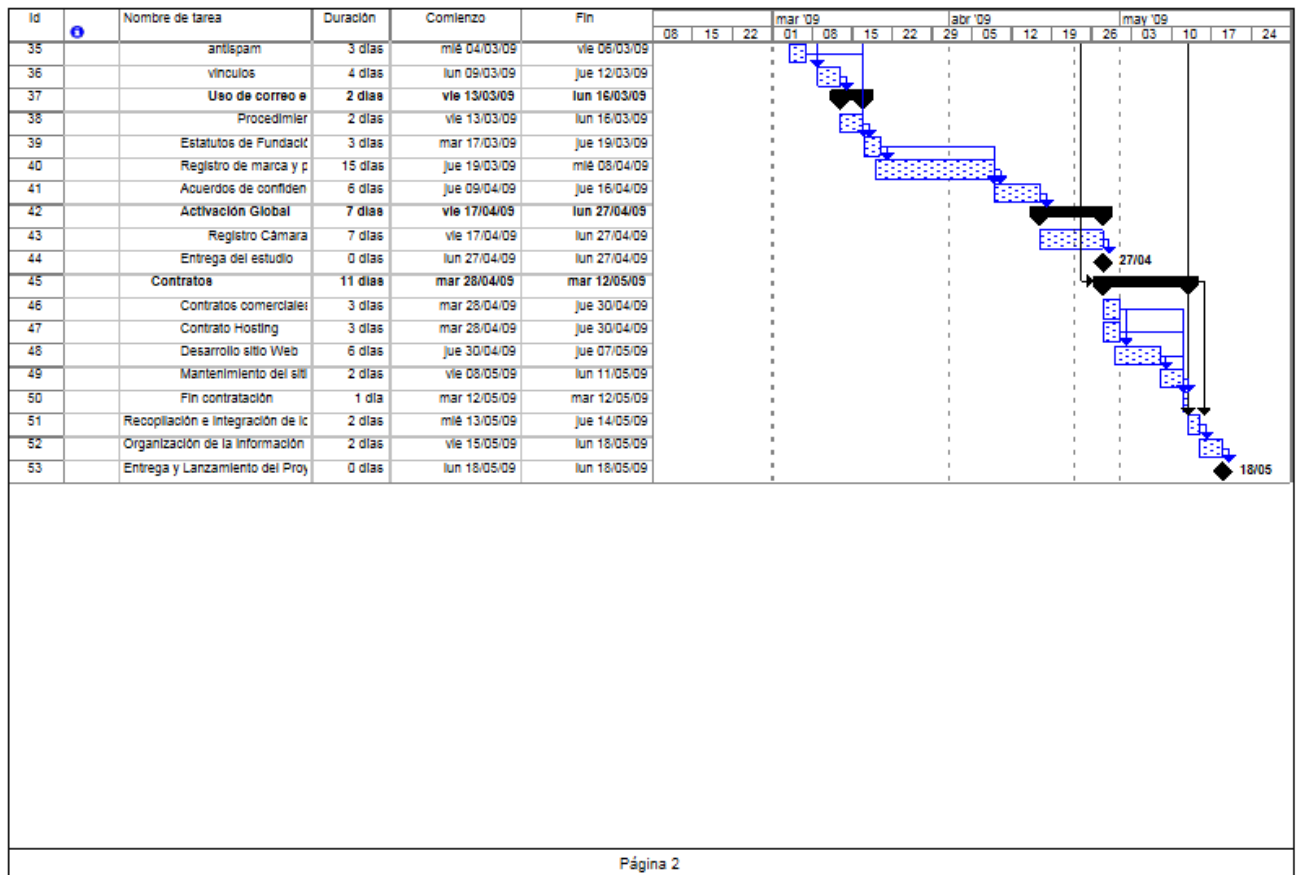 Id Nombre de tarea Duración Comienzo Fin mar '09 abr '09 may '09
08 15 22 01 08 15 22 29 05 12 19 26 03 10 17 24
35 antispam 3 días mié 04/03/09 vie 06/03/09
36 vínculos 4 días lun 09/03/09 jue 12/03/09
37 Uso de correo e 2 días vie 13/03/09 lun 16/03/09
38 Procedimier 2 días vie 13/03/09 lun 16/03/09
39 Estatutos de Fundació 3 días mar 17/03/09 jue 19/03/09
40 Registro de marca y p 15 días jue 19/03/09 mié 08/04/09
41 Acuerdos de confiden 6 días jue 09/04/09 jue 16/04/09
42 Activación Global 7 días vie 17/04/09 lun 27/04/09
43 Registro Cámara 7 días vie 17/04/09 lun 27/04/09
44 Entrega del estudio 0 días lun 27/04/09 lun 27/04/09 27/04
45 Contratos 11 días mar 28/04/09 mar 12/05/09
46 Contratos comerciales 3 días mar 28/04/09 jue 30/04/09
47 Contrato Hosting 3 días mar 28/04/09 jue 30/04/09
48 Desarrollo sitio Web 6 días jue 30/04/09 jue 07/05/09
49 Mantenimiento del siti 2 días vie 08/05/09 lun 11/05/09
50 Fin contratación 1 día mar 12/05/09 mar 12/05/09
51 Recopilación e integración de lc 2 días mié 13/05/09 jue 14/05/09
52 Organización de la información 2 días vie 15/05/09 lun 18/05/09
53 Entrega y Lanzamiento del Proy 0 días lun 18/05/09 lun 18/05/09 18/05
Página 2